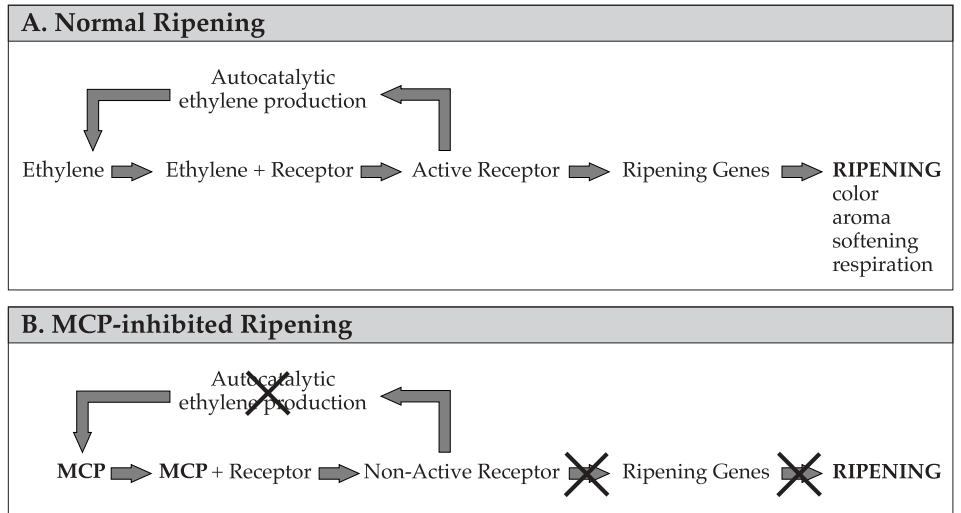 A. Normal Ripening
Autocatalytic
ethylene production
Ethylene Ethylene + Receptor Active Receptor Ripening Genes RIPENING
color
aroma
softening
respiration
B. MCP-inhibited Ripening
Autocatalytic
ethylene production
MCP MCP + Receptor Non-Active Receptor Ripening Genes RIPENING